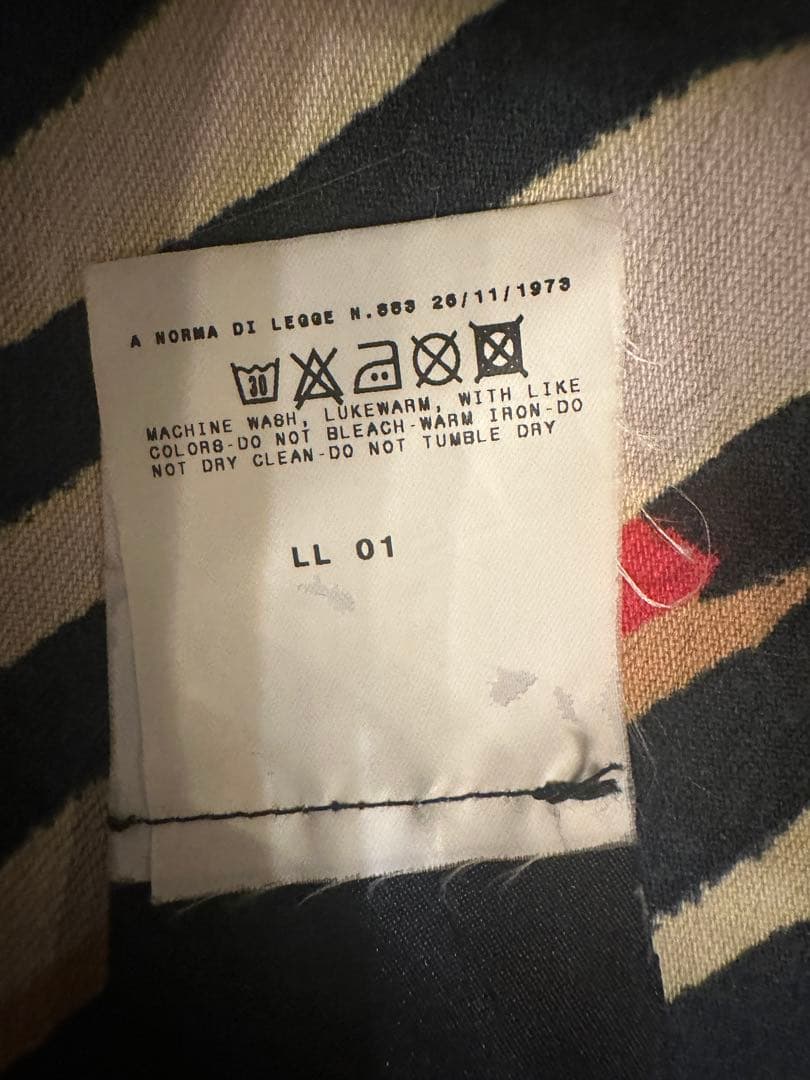 A NORMA DI LEGGE N.883 26/11/1973
30
MACHINE WASH, LUKEWARM, WITH LIKE
COLORS-DO NOT BLEACH-WARM IRON-DO
NOT DRY CLEAN-DO NOT TUMBLE DRY
LL 01